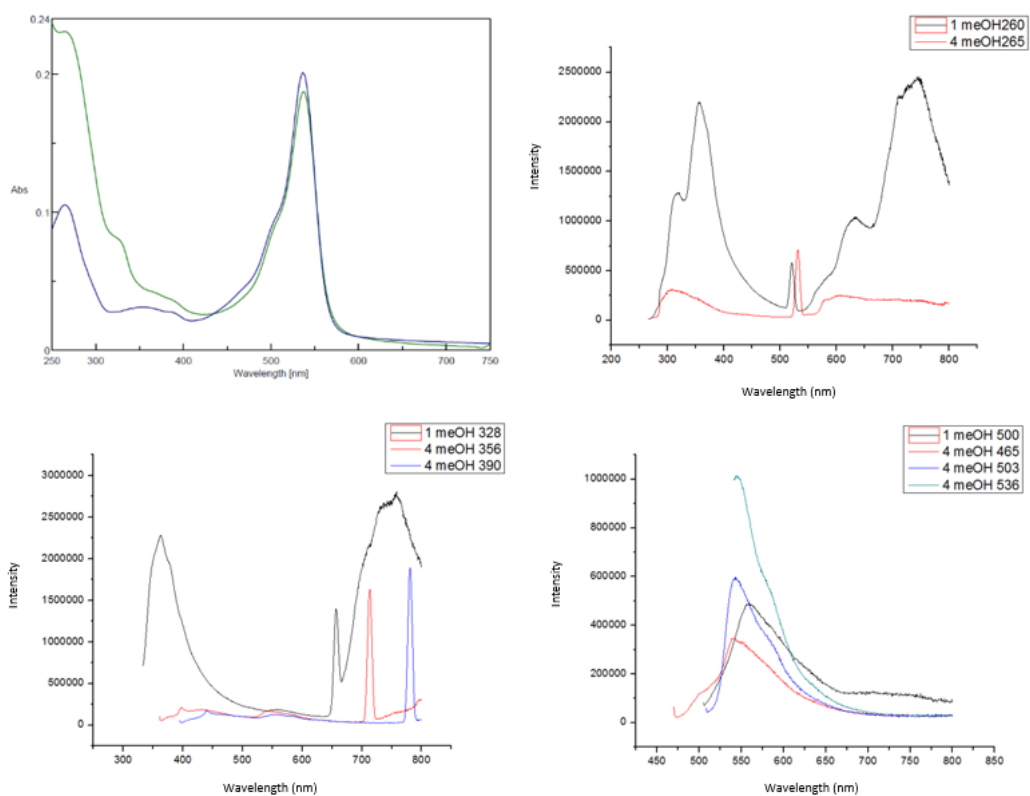 0.24
0.2
Abs
0.1
0
250 300 400 500 600 700 750
Wavelength [nm]
1 meOH260
4 meOH265
2500000
2000000
1500000
1000000
500000
0
Intensity
200 300 400 500 600 700 800
Wavelength (nm)
1 meOH 328
4 meOH 356
4 meOH 390
3000000
2500000
2000000
1500000
1000000
500000
0
Intensity
300 400 500 600 700 800
Wavelength (nm)
1 meOH 500
4 meOH 465
4 meOH 503
4 meOH 536
1000000
800000
600000
400000
200000
0
Intensity
450 500 550 600 650 700 750 800 850
Wavelength (nm)